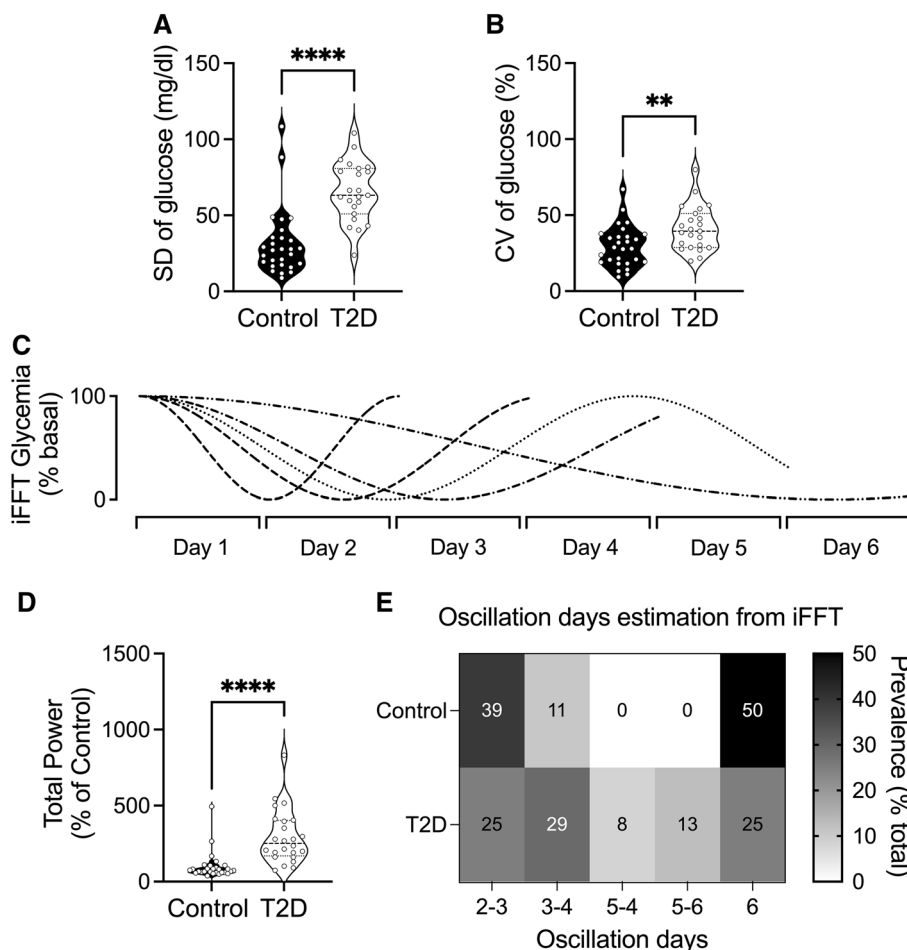 A
SD of glucose (mg/dl)
150
100
50
0
****
Control T2D
B
CV of glucose (%)
150
100
50
0
**
Control T2D
C
iFFT Glycemia
(% basal)
100
0
Day 1 Day 2 Day 3 Day 4 Day 5 Day 6
D
Total Power
(% of Control)
1500
1000
500
0
****
Control T2D
E
Oscillation days estimation from iFFT
Control 39 11 0 0 50
T2D 25 29 8 13 25
2-3 3-4 5-4 5-6 6
Oscillation days
50
40
30
20
10
0
Prevalence (% total)